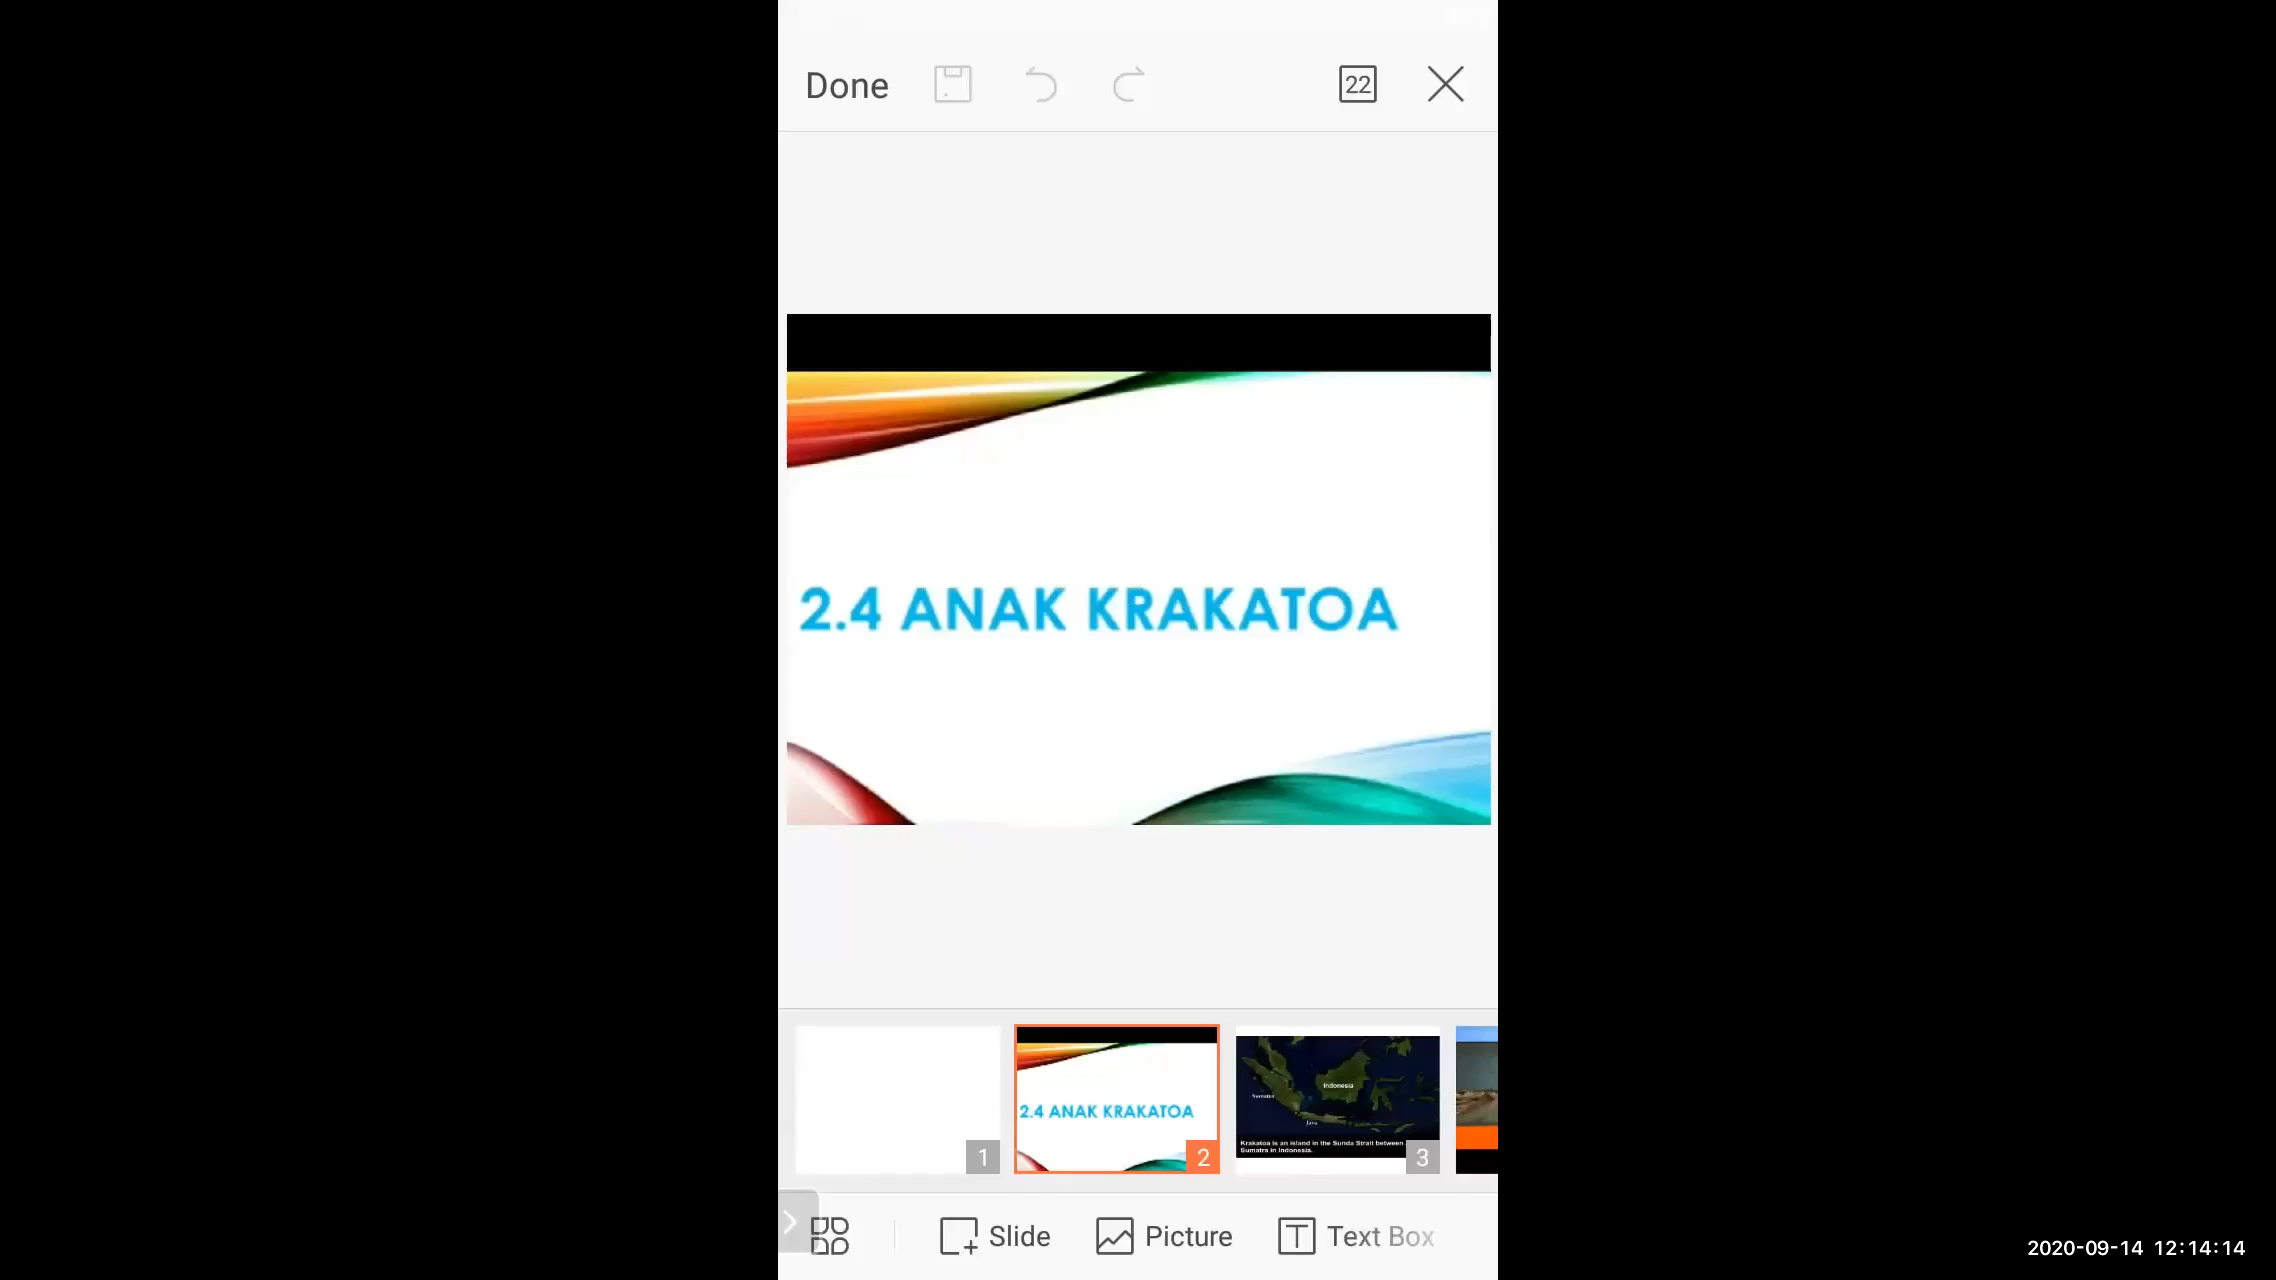 Done
22
2.4 ANAK KRAKATOA
2.4 ANAK KRAKATOA
Indonesia
Java
Krakatoa is an island in the Sunda Strait between
Sumatra in Indonesia.
1
2
3
Slide
Picture
Text Box
2020-09-14 12:14:14